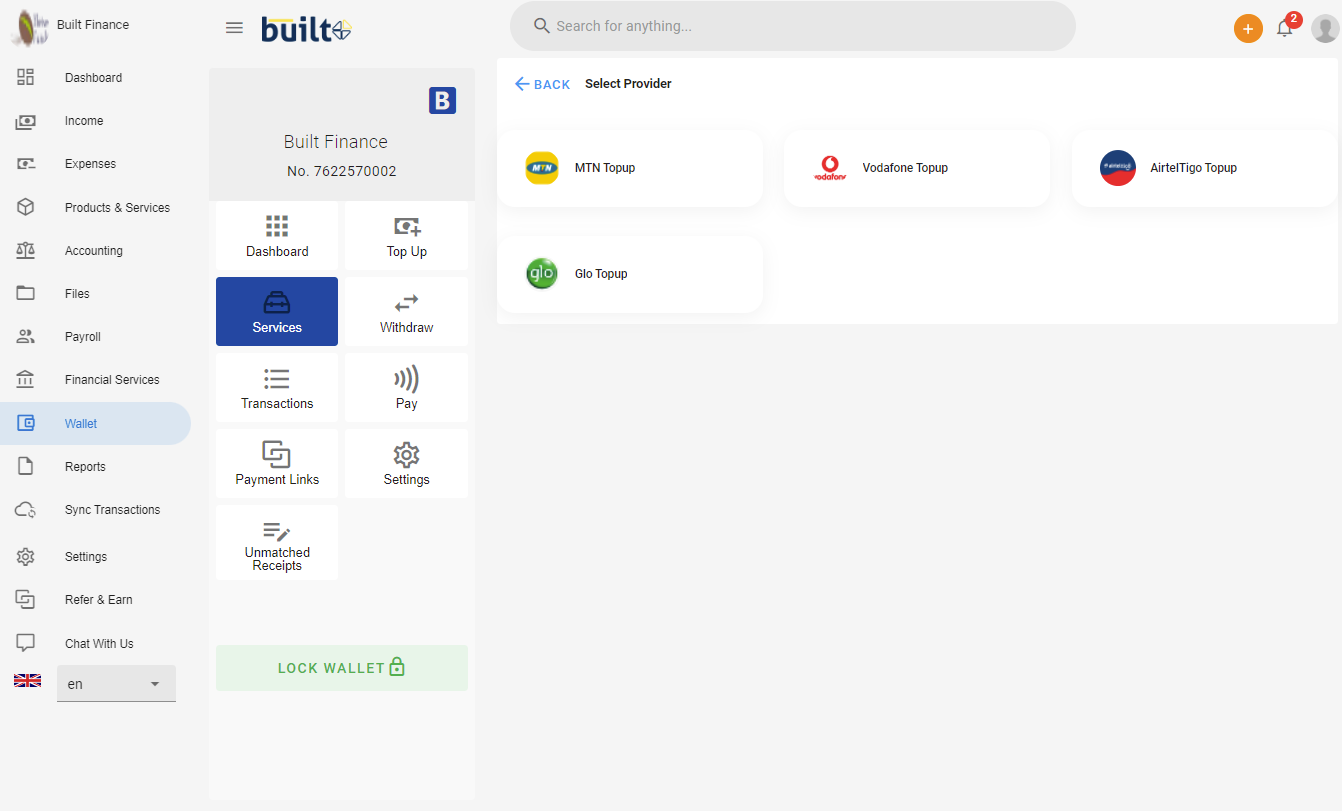 Built Finance
built
Search for anything...
2
Dashboard
Income
Expenses
Products & Services
Accounting
Files
Payroll
Financial Services
Wallet
Reports
Sync Transactions
Settings
Refer & Earn
Chat With Us
en
B
Built Finance
No. 7622570002
Dashboard
Top Up
Services
Withdraw
Transactions
Pay
Payment Links
Settings
Unmatched
Receipts
LOCK WALLET
BACK Select Provider
MTN
MTN Topup
vodafone
Vodafone Topup
airteltigo
AirtelTigo Topup
glo
Glo Topup